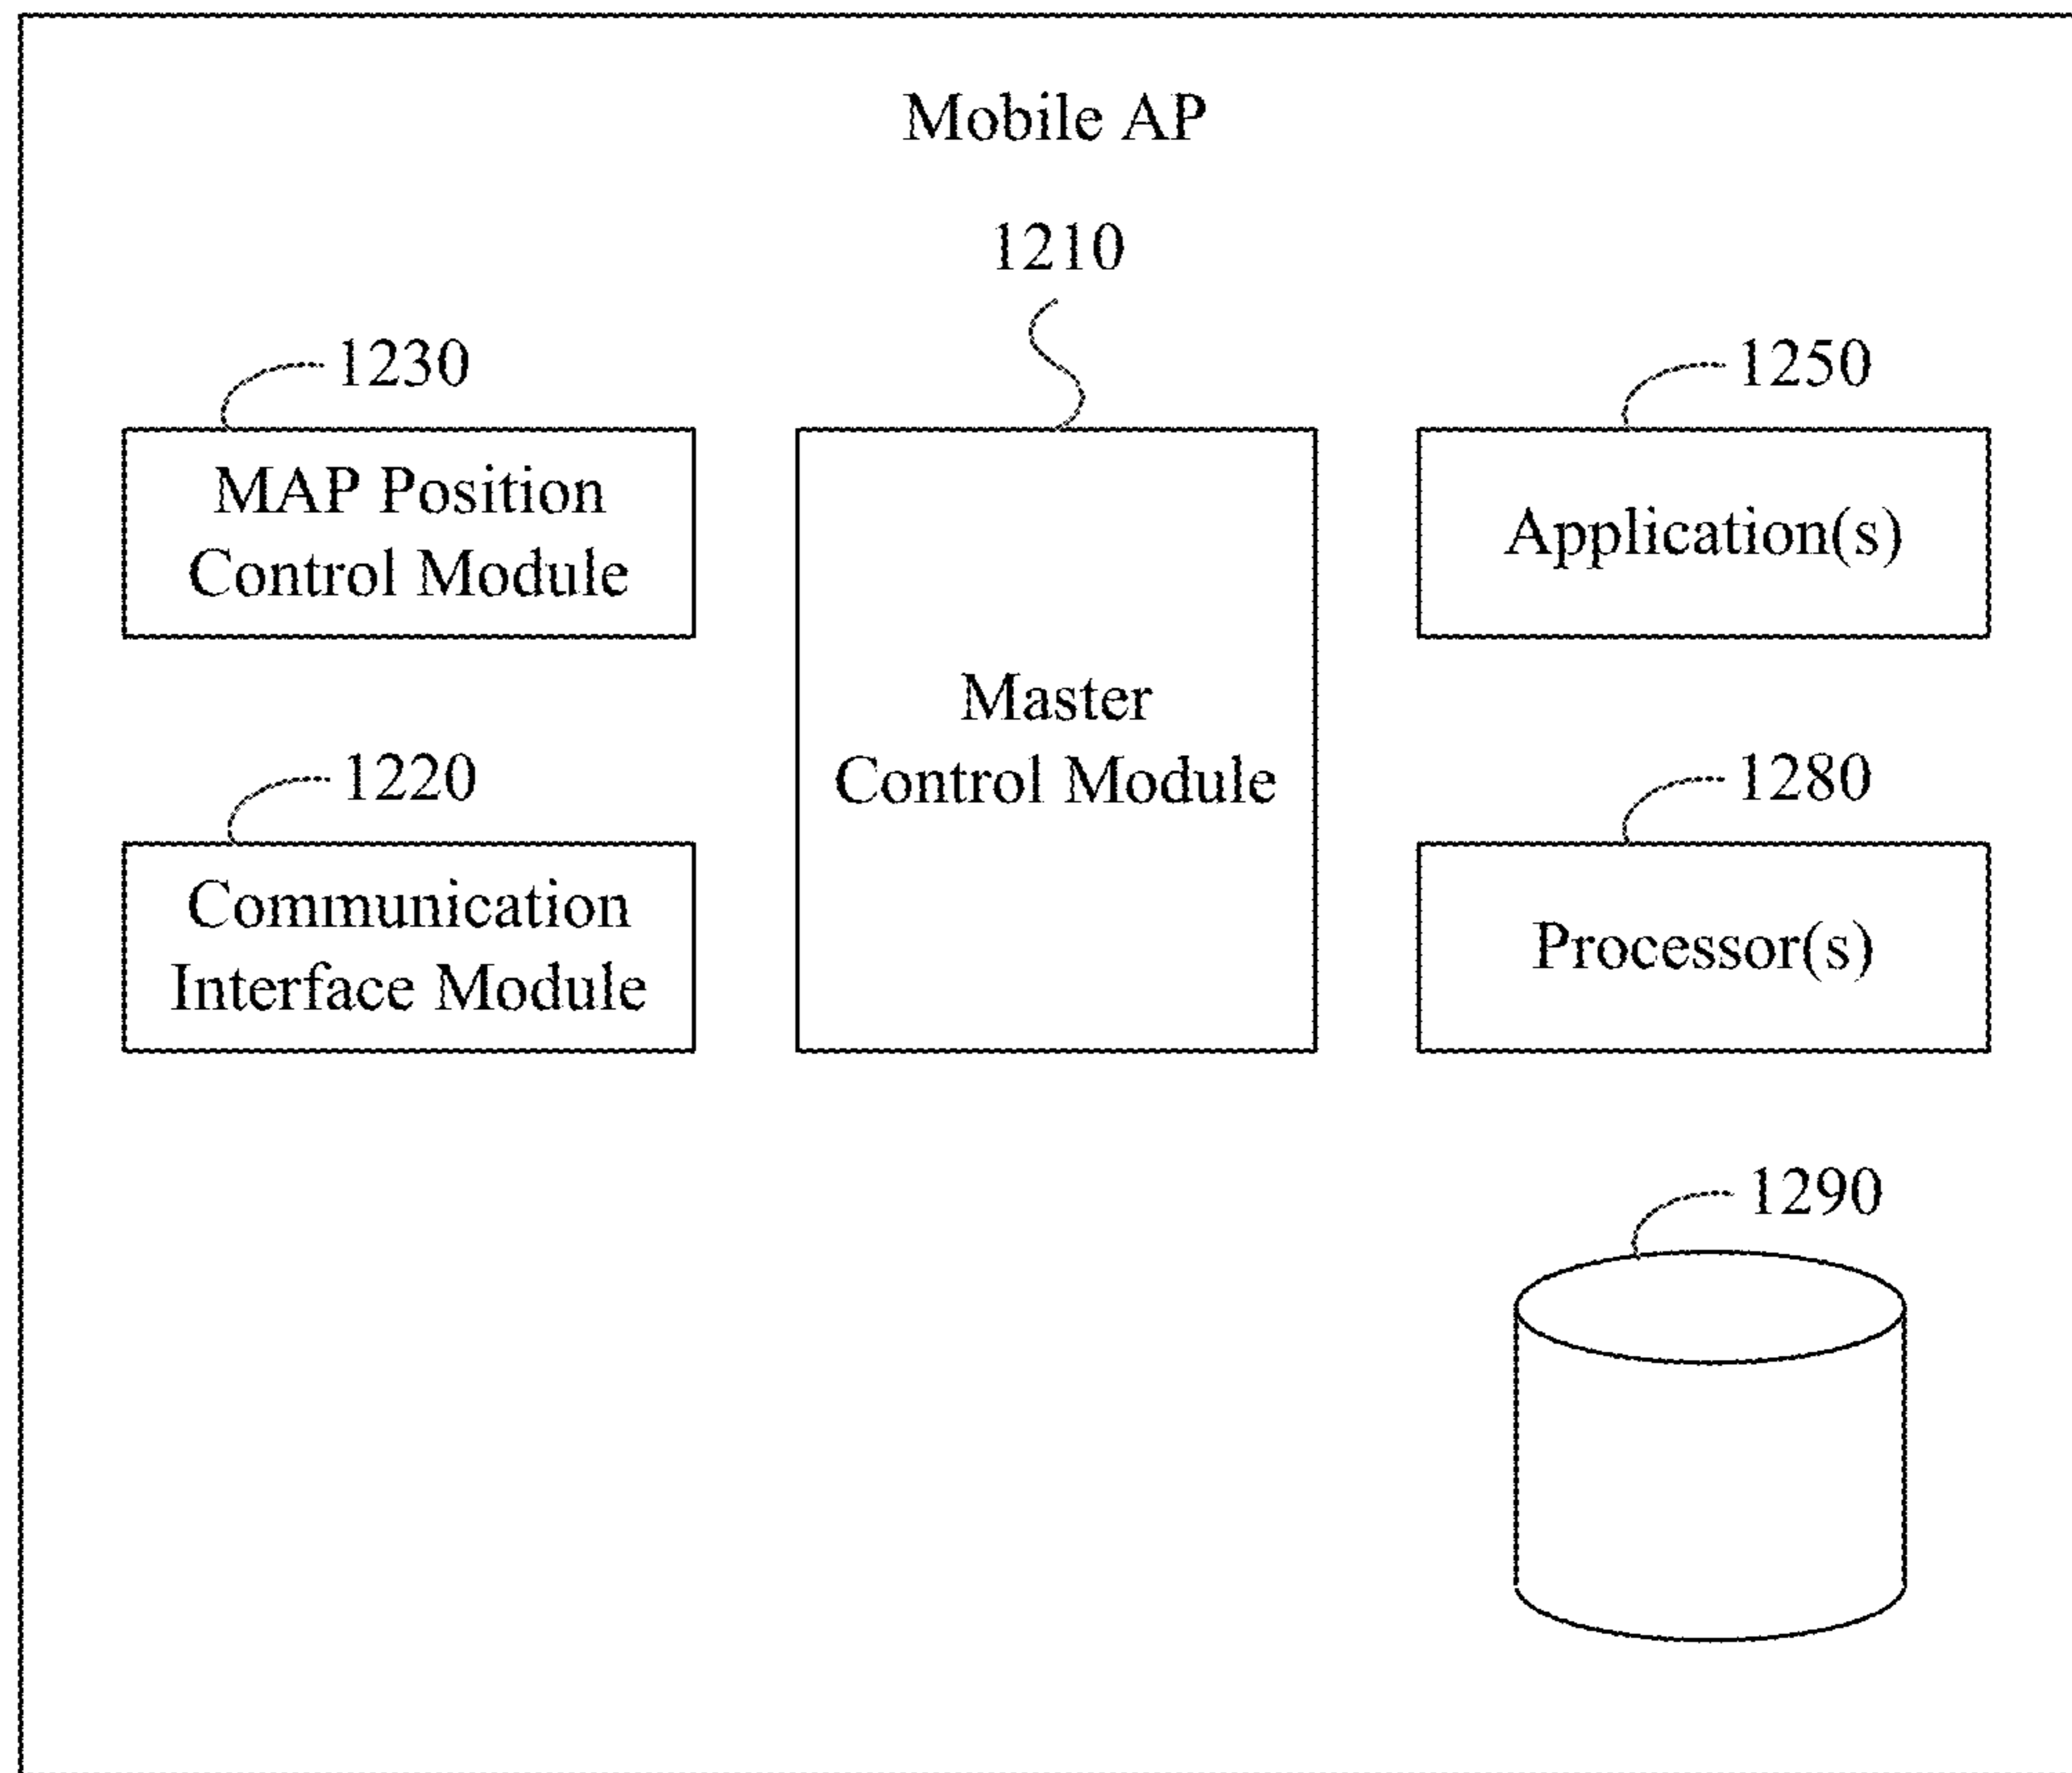 Mobile AP
1210
1230
1250
MAP Position
Control Module
Application(s)
Master
Control Module
1220
1280
Communication
Interface Module
Processor(s)
1290